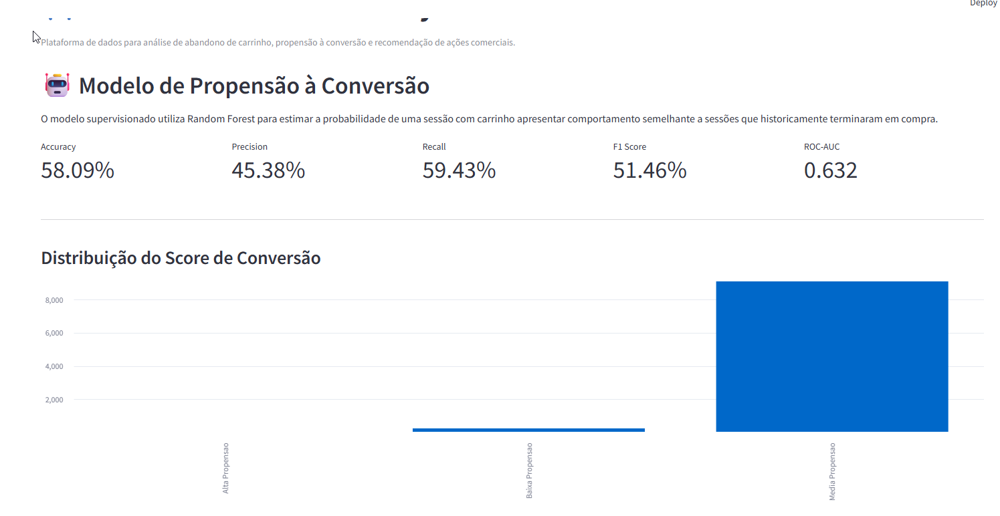 Deploy
Plataforma de dados para análise de abandono de carrinho, propensão à conversão e recomendação de ações comerciais.
Modelo de Propensão à Conversão
O modelo supervisionado utiliza Random Forest para estimar a probabilidade de uma sessão com carrinho apresentar comportamento semelhante a sessões que historicamente terminaram em compra.
Accuracy
58.09%
Precision
45.38%
Recall
59.43%
F1 Score
51.46%
ROC-AUC
0.632
Distribuição do Score de Conversão
8,000
6,000
4,000
2,000
Alta Propensao
Baixa Propensao
Media Propensao